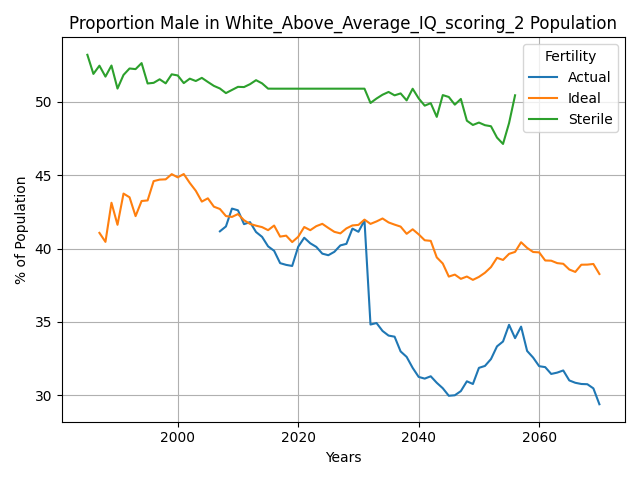 Proportion Male in White_Above_Average_IQ_scoring_2 Population
Fertility
Actual
Ideal
Sterile
% of Population
50
45
40
35
30
2000
2020
2040
2060
Years